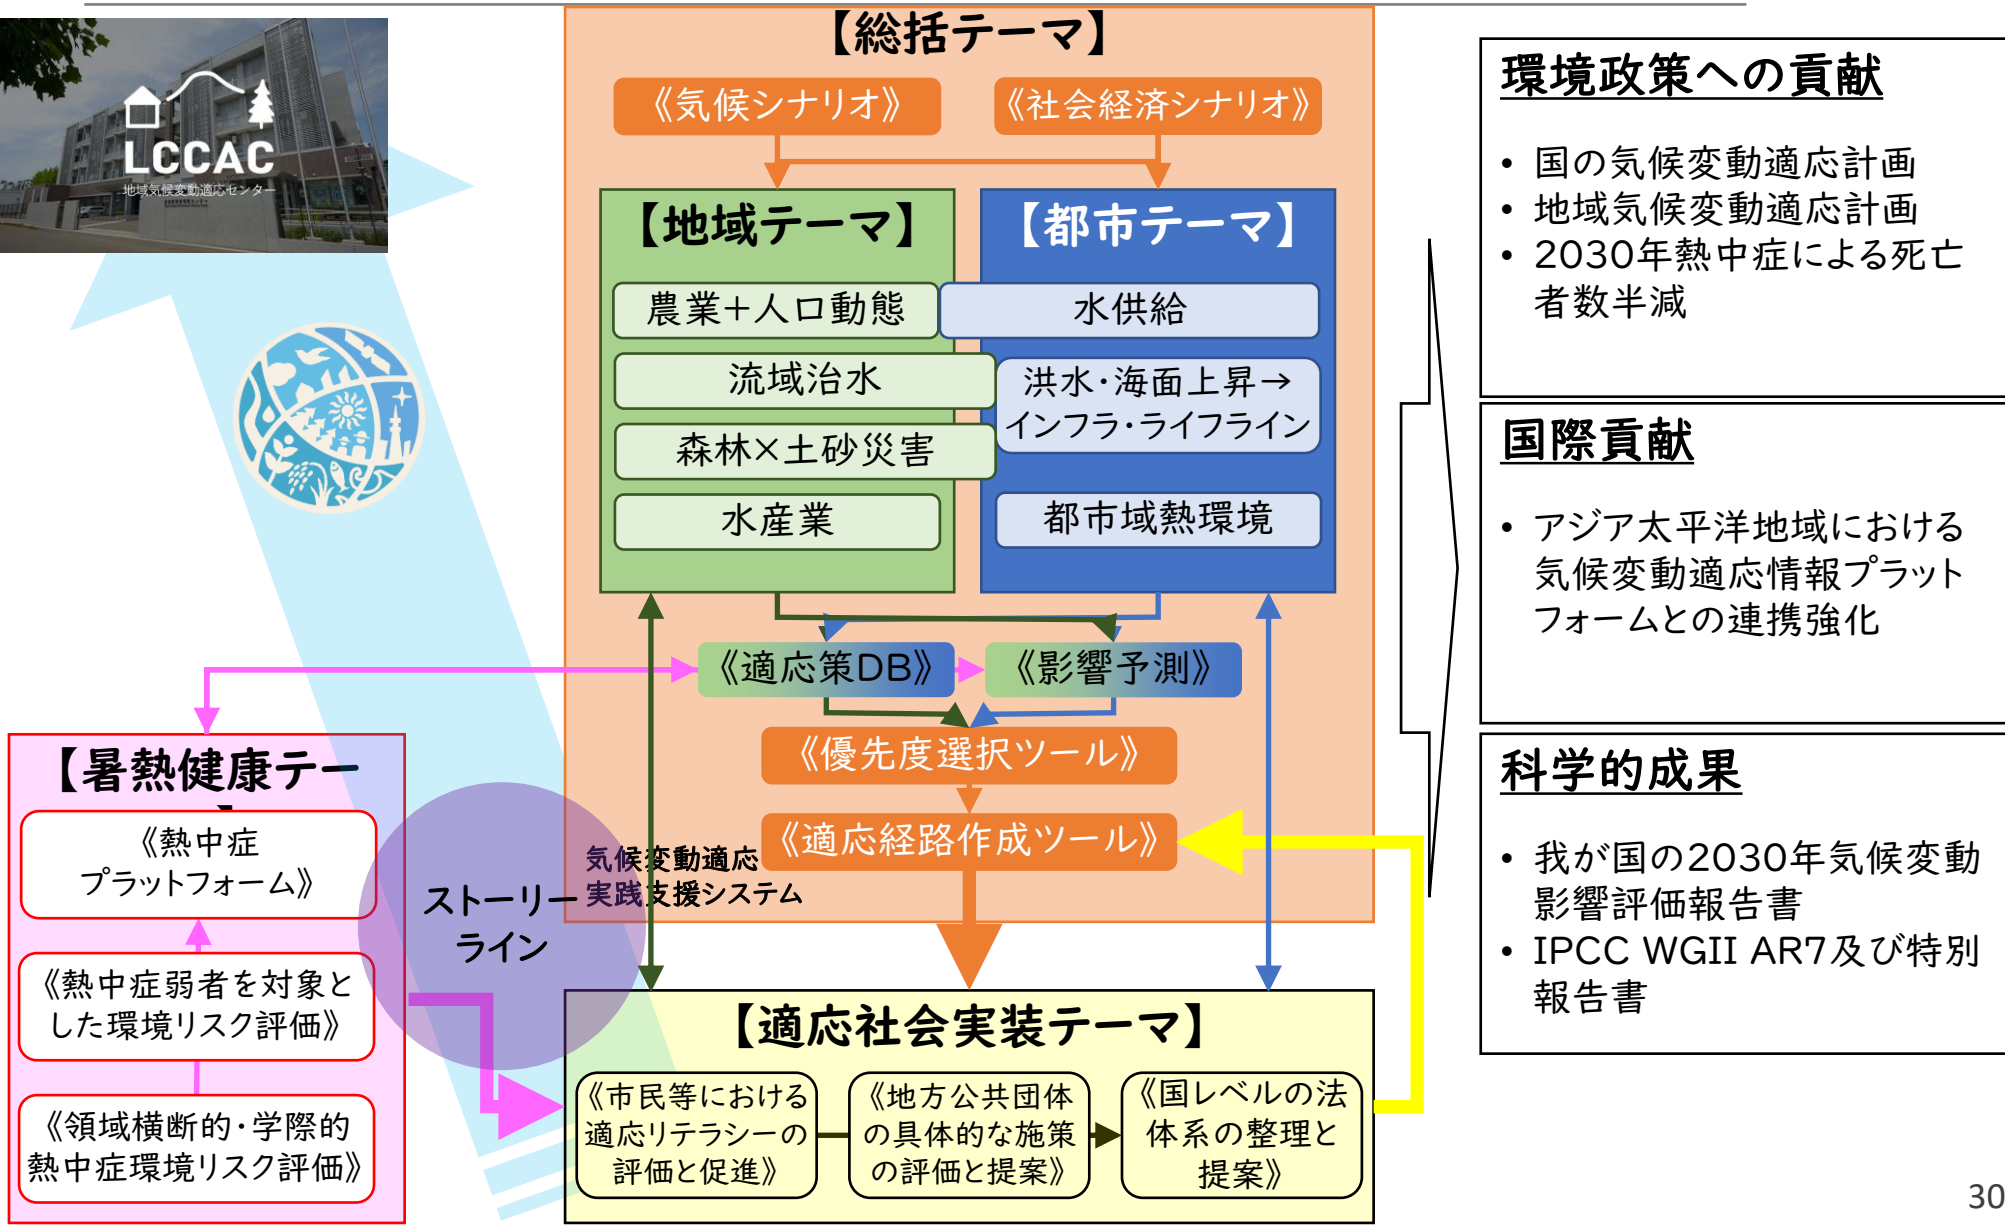 【総括テーマ】
《気候シナリオ》
《社会経済シナリオ》
LCCAC
地域気候変動適応センター
【地域テーマ】
農業＋人口動態
流域治水
森林×土砂災害
水産業
【都市テーマ】
水供給
洪水・海面上昇→
インフラ・ライフライン
都市域熱環境
《適応策DB》
《影響予測》
《優先度選択ツール》
《適応経路作成ツール》
気候変動適応
実践支援システム
ストーリー
ライン
【暑熱健康テー
《熱中症
プラットフォーム》
《熱中症弱者を対象と
した環境リスク評価》
《領域横断的・学際的
熱中症環境リスク評価》
【適応社会実装テーマ】
《市民等における
適応リテラシーの
評価と促進》
《地方公共団体
の具体的な施策
の評価と提案》
《国レベルの法
体系の整理と
提案》
環境政策への貢献
• 国の気候変動適応計画
• 地域気候変動適応計画
• 2030年熱中症による死亡
者数半減
国際貢献
• アジア太平洋地域における
気候変動適応情報プラット
フォームとの連携強化
科学的成果
• 我が国の2030年気候変動
影響評価報告書
• IPCC WGII AR7及び特別
報告書
30